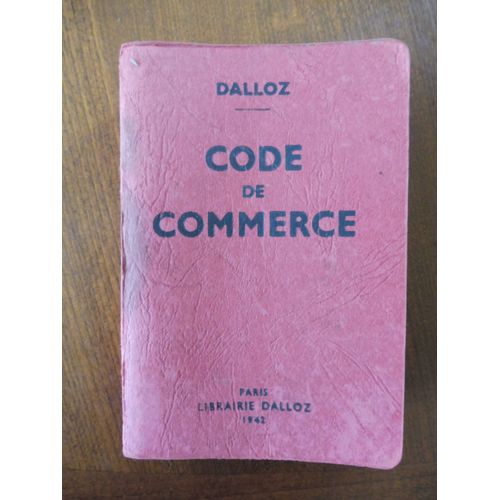 DALLOZ
CODE
DE
COMMERCE
PARIS
LIBRAIRIE DALLOZ
1942